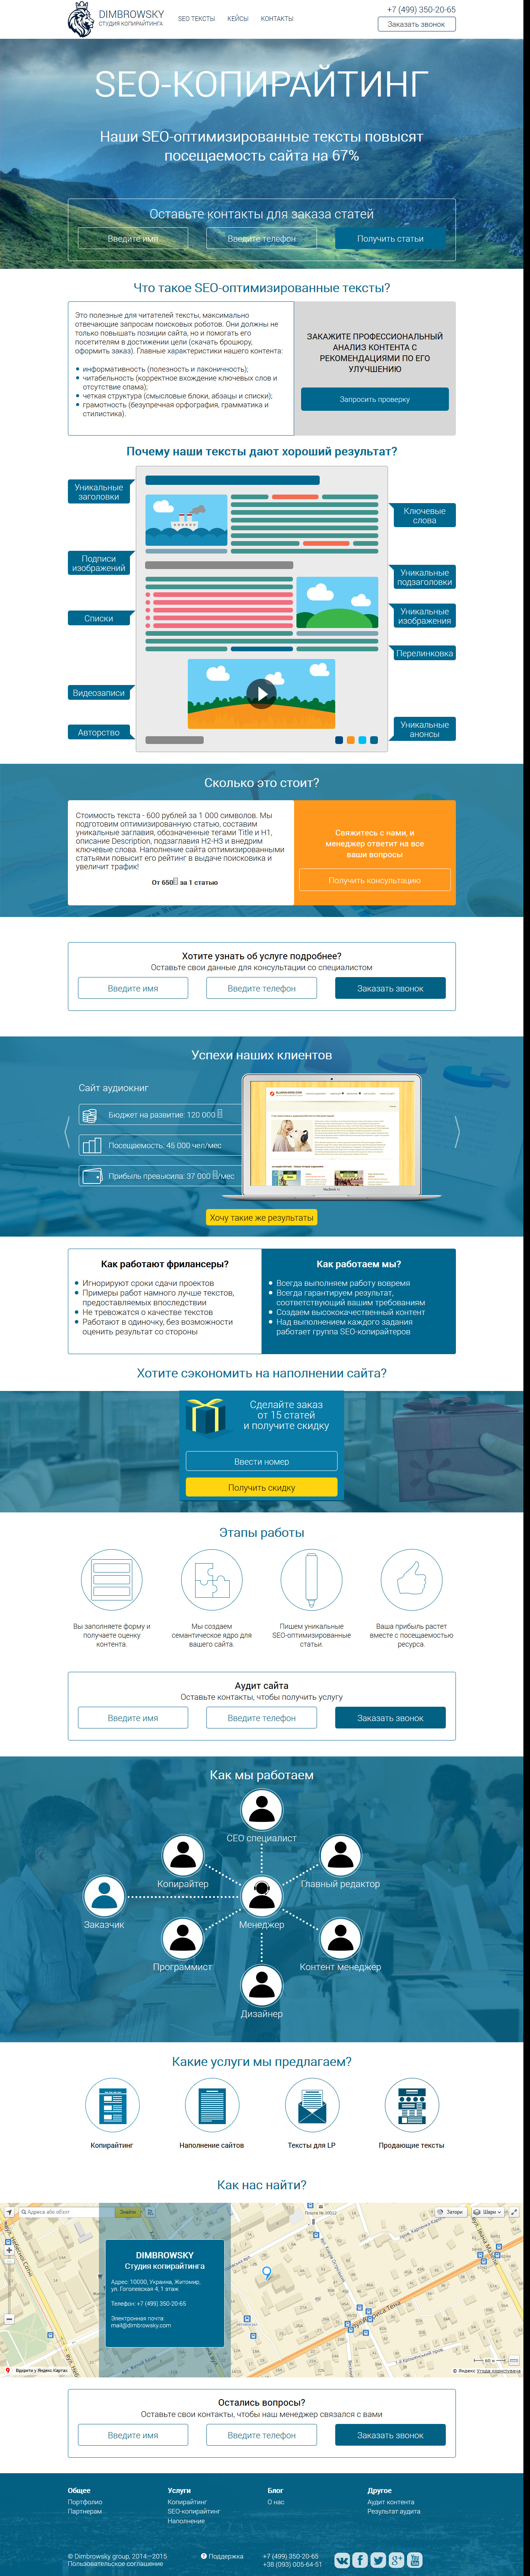 DIMBROWSKY
СТУДИЯ КОПИРАЙТИНГА
SEO ТЕКСТЫ
КЕЙСЫ
КОНТАКТЫ
+7 (499) 350-20-65
Заказать звонок
SEO-КОПИРАЙТИНГ
Наши SEO-оптимизированные тексты повысят
посещаемость сайта на 67%
Оставьте контакты для заказа статей
Введите имя
Введите телефон
Получить статьи
Что такое SEO-оптимизированные тексты?
Это полезные для читателей тексты, максимально
отвечающие запросам поисковых роботов. Они должны не
только повышать позиции сайта, но и помогать его
посетителям в достижении цели (скачать брошюру,
оформить заказ). Главные характеристики нашего контента:
информативность (полезность и лаконичность);
читабельность (корректное вхождение ключевых слов и
отсутствие спама);
четкая структура (смысловые блоки, абзацы и списки);
грамотность (безупречная орфография, грамматика и
стилистика).
ЗАКАЖИТЕ ПРОФЕССИОНАЛЬНЫЙ
АНАЛИЗ КОНТЕНТА С
РЕКОМЕНДАЦИЯМИ ПО ЕГО
УЛУЧШЕНИЮ
Запросить проверку
Почему наши тексты дают хороший результат?
Уникальные
заголовки
Подписи
изображений
Списки
Видеозаписи
Авторство
Ключевые
слова
Уникальные
подзаголовки
Уникальные
изображения
Перелинковка
Уникальные
анонсы
Сколько это стоит?
Стоимость текста - 600 рублей за 1 000 символов. Мы
подготовим оптимизированную статью, составим
уникальные заглавия, обозначенные тегами Title и H1,
описание Description, подзаглавия H2-H3 и внедрим
ключевые слова. Наполнение сайта оптимизированными
статьями повысит его рейтинг в выдаче поисковика и
увеличит трафик!
От 650 за 1 статью
Свяжитесь с нами, и
менеджер ответит на все
ваши вопросы
Получить консультацию
Хотите узнать об услуге подробнее?
Оставьте свои данные для консультации со специалистом
Введите имя
Введите телефон
Заказать звонок
Успехи наших клиентов
Сайт аудиокниг
Бюджет на развитие: 120 000
Посещаемость: 45 000 чел/мес
Прибыль превысила: 37 000 /мес
Хочу такие же результаты
Как работают фрилансеры?
Игнорируют сроки сдачи проектов
Примеры работ намного лучше текстов,
предоставляемых впоследствии
Не тревожатся о качестве текстов
Работают в одиночку, без возможности
оценить результат со стороны
Как работаем мы?
Всегда выполняем работу вовремя
Всегда гарантируем результат,
соответствующий вашим требованиям
Создаем высококачественный контент
Над выполнением каждого задания
работает группа SEO-копирайтеров
Хотите сэкономить на наполнении сайта?
Сделайте заказ
от 15 статей
и получите скидку
Ввести номер
Получить скидку
Этапы работы
Вы заполняете форму и
получаете оценку
контента.
Мы создаем
семантическое ядро для
вашего сайта.
Пишем уникальные
SEO-оптимизированные
статьи.
Ваша прибыль растет
вместе с посещаемостью
ресурса.
Аудит сайта
Оставьте контакты, чтобы получить услугу
Введите имя
Введите телефон
Заказать звонок
Как мы работаем
СЕО специалист
Копирайтер
Главный редактор
Заказчик
Менеджер
Программист
Контент менеджер
Дизайнер
Какие услуги мы предлагаем?
Копирайтинг
Наполнение сайтов
Тексты для LP
Продающие тексты
Как нас найти?
Адреса або об'єкт
Знайти
Затори
Шари
DIMBROWSKY
Студия копирайтинга
Адрес: 10000, Украина, Житомир,
ул. Гоголевская 4, 1 этаж
Телефон: +7 (499) 350-20-65
Электронная почта:
mail@dimbrowsky.com
Відкрити у Яндекс.Картах
60 м
© Яндекс Угода користувача
Остались вопросы?
Оставьте свои контакты, чтобы наш менеджер связался с вами
Введите имя
Введите телефон
Заказать звонок
Общее
Портфолио
Партнерам
Услуги
Копирайтинг
SEO-копирайтинг
Наполнение
Блог
О нас
Другое
Аудит контента
Результат аудита
© Dimbrowsky group, 2014—2015
Пользовательское соглашение
Поддержка
+7 (499) 350-20-65
+38 (093) 005-64-51